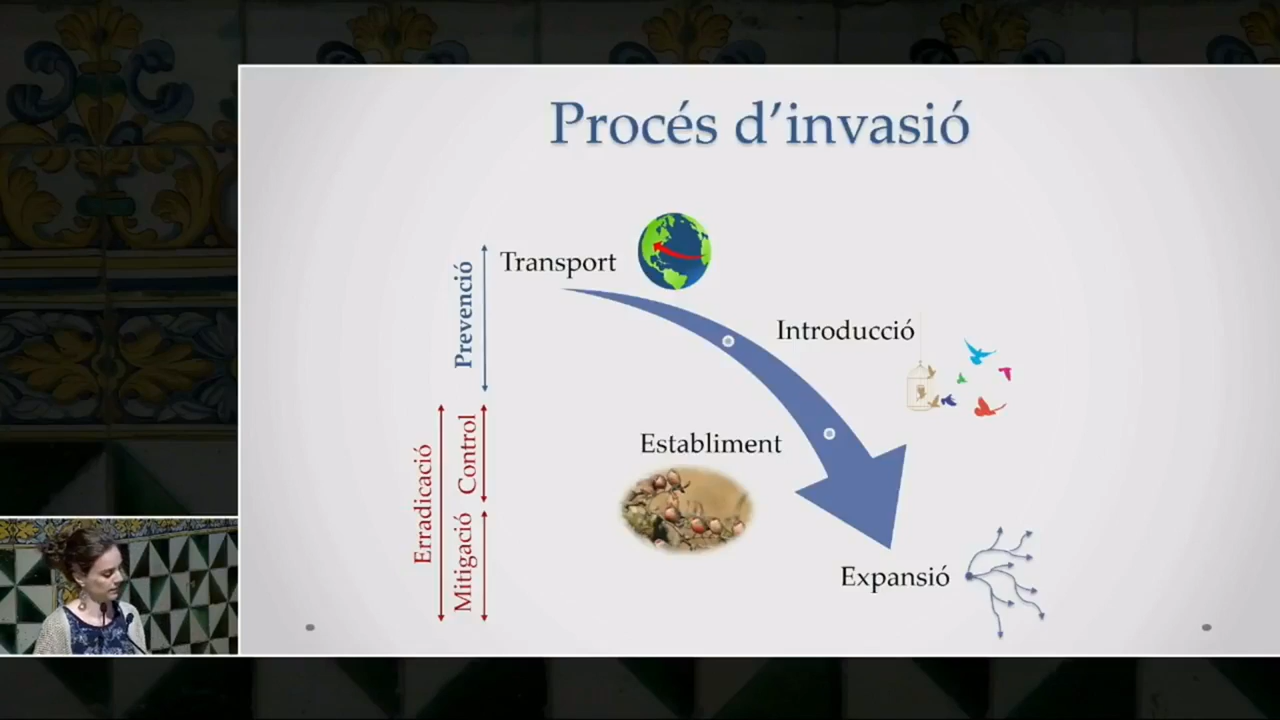 Procés d’invasió
Transport
Prevenció
Introducció
Establiment
Control
Erradicació
Mitigació
Expansió